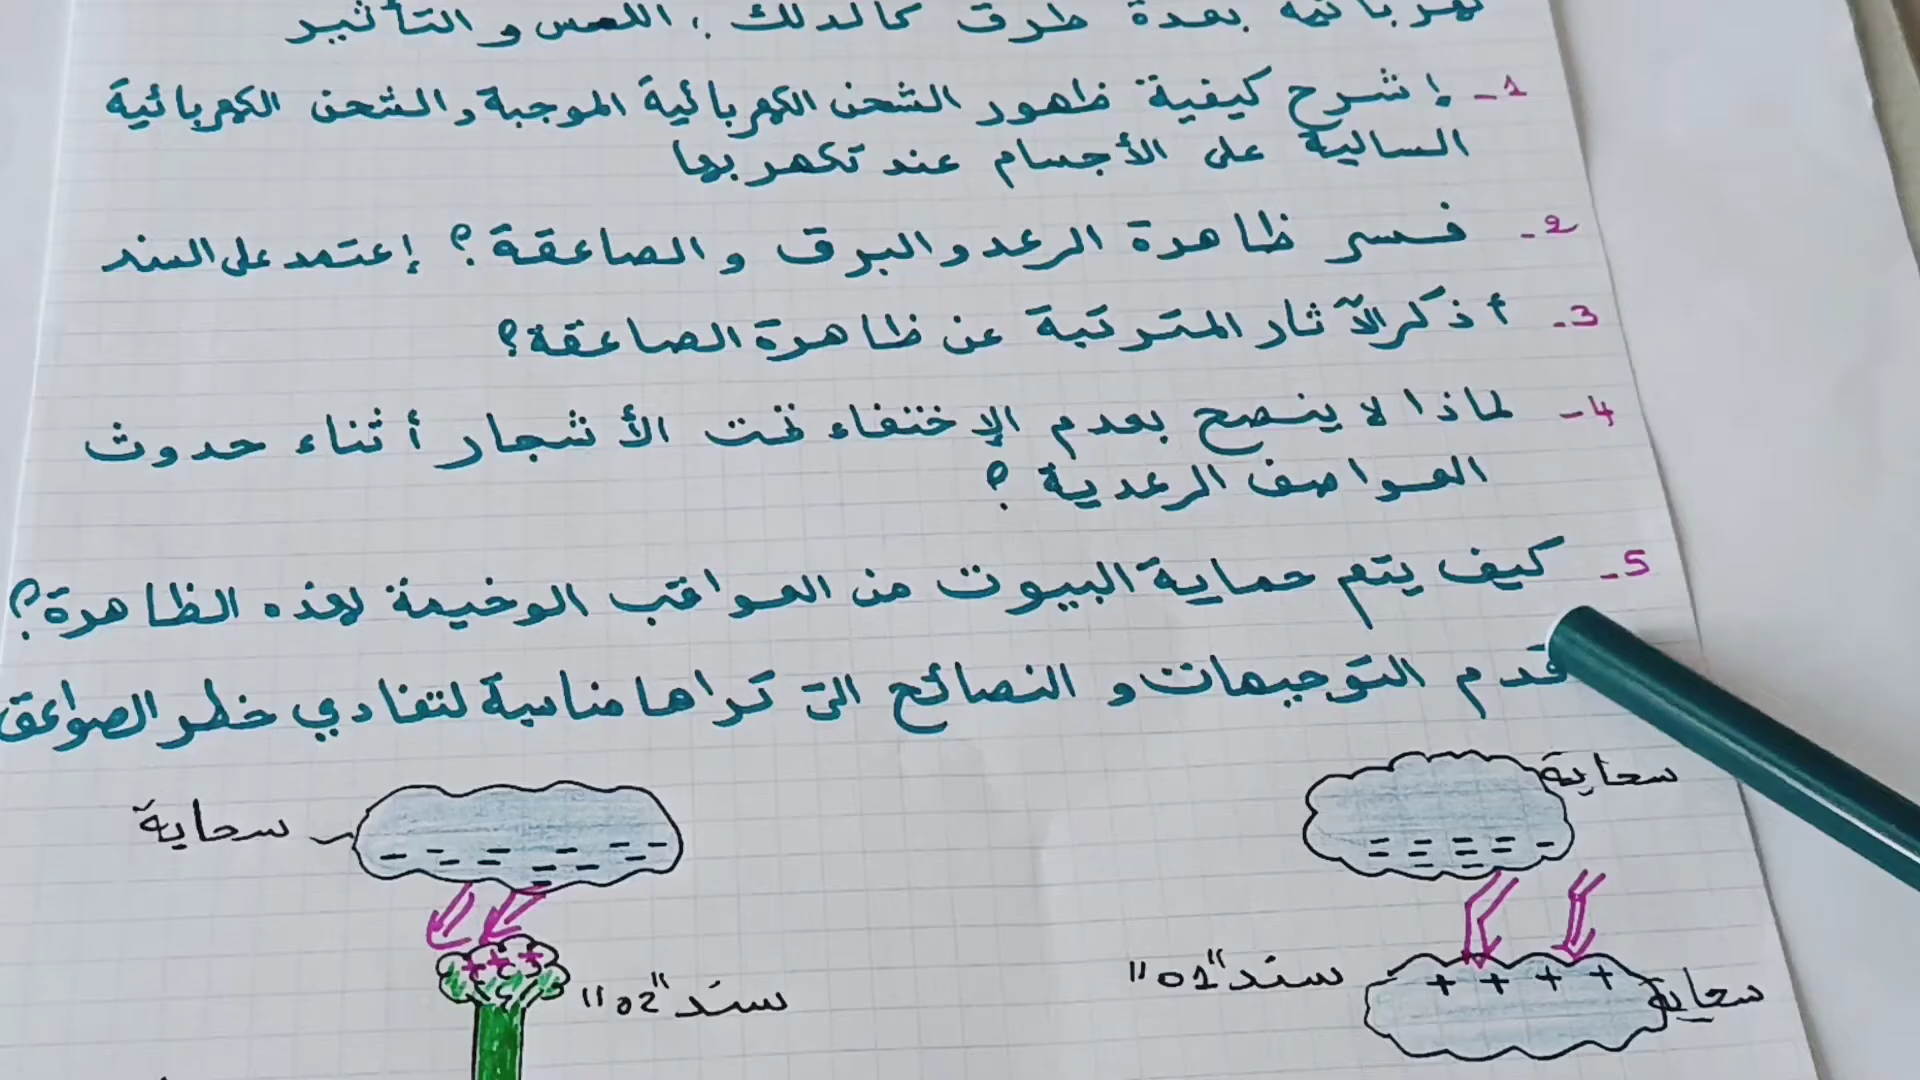 كهربائية بعدة طرق كالدلك، اللمس و التأثير
1- إشرح كيفية ظهور الشحن الكهربائية الموجبة والشحن الكهربائية
السالبة على الأجسام عند تكهربها
2- فسر ظاهرة الرعد والبرق والصاعقة؟ إعتمد على السند
3- أذكر الآثار المترتبة عن ظاهرة الصاعقة؟
4- لماذا لا ينصح بعدم الإختفاء تحت الأشجار أثناء حدوث
العواصف الرعدية؟
5- كيف يتم حماية البيوت من العواقب الوخيمة لهذه الظاهرة؟
قدم التوجيهات و النصائح التي تراها مناسبة لتفادي خطر الصواعق
سحابة
سحابة
سند "01"
سحابة
سند "02"